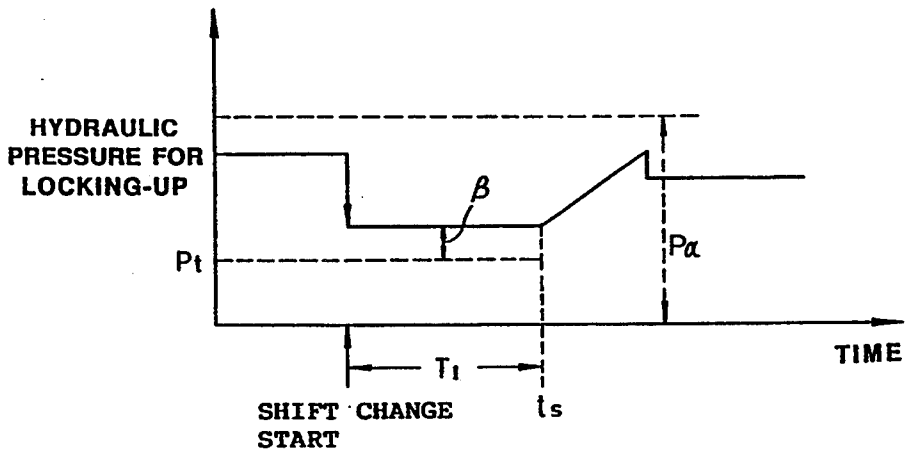 HYDRAULIC
PRESSURE FOR
LOCKING-UP
β
Pt
Pα
TIME
T1
ts
SHIFT CHANGE
START